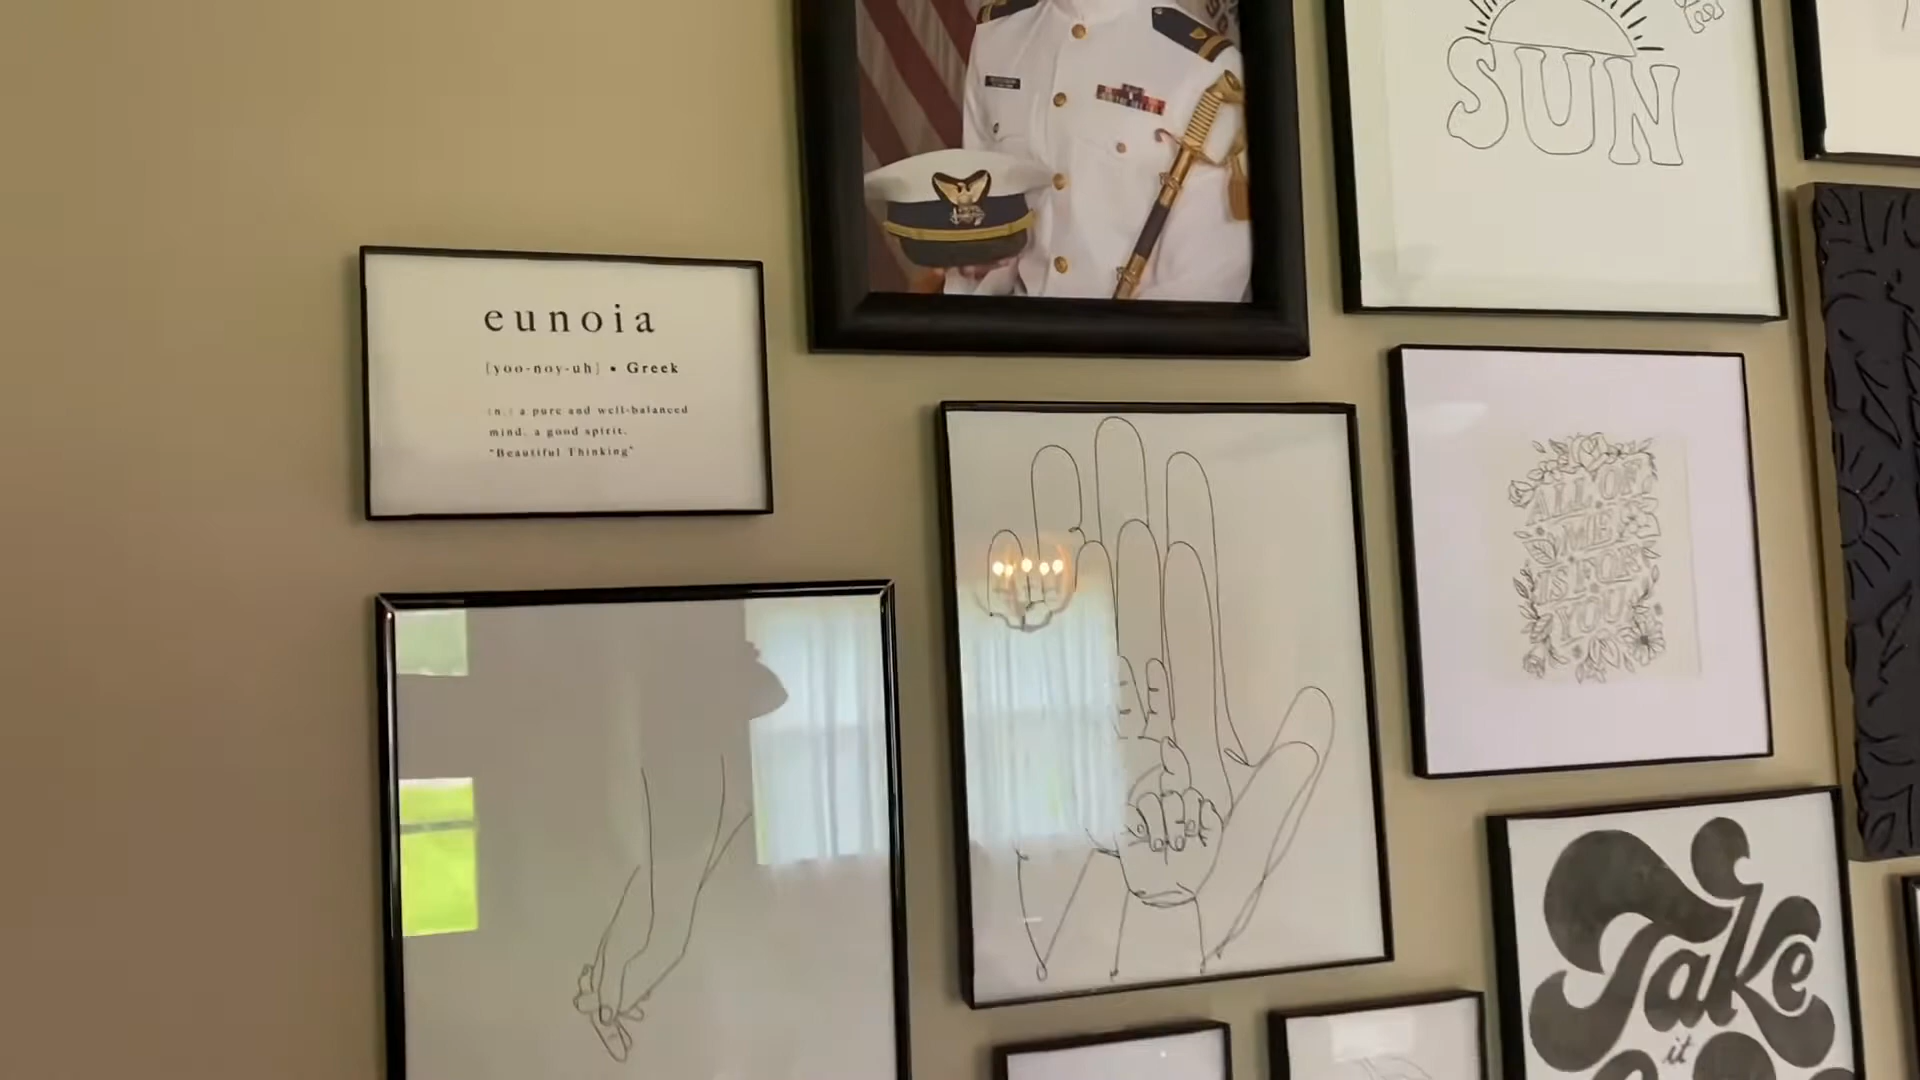 SUN
eunoia
[yoo-noy-uh] • Greek
(n.) a pure and well-balanced
mind, a good spirit.
"Beautiful Thinking"
ALL OF
ME
IS FOR
YOU
Take
it